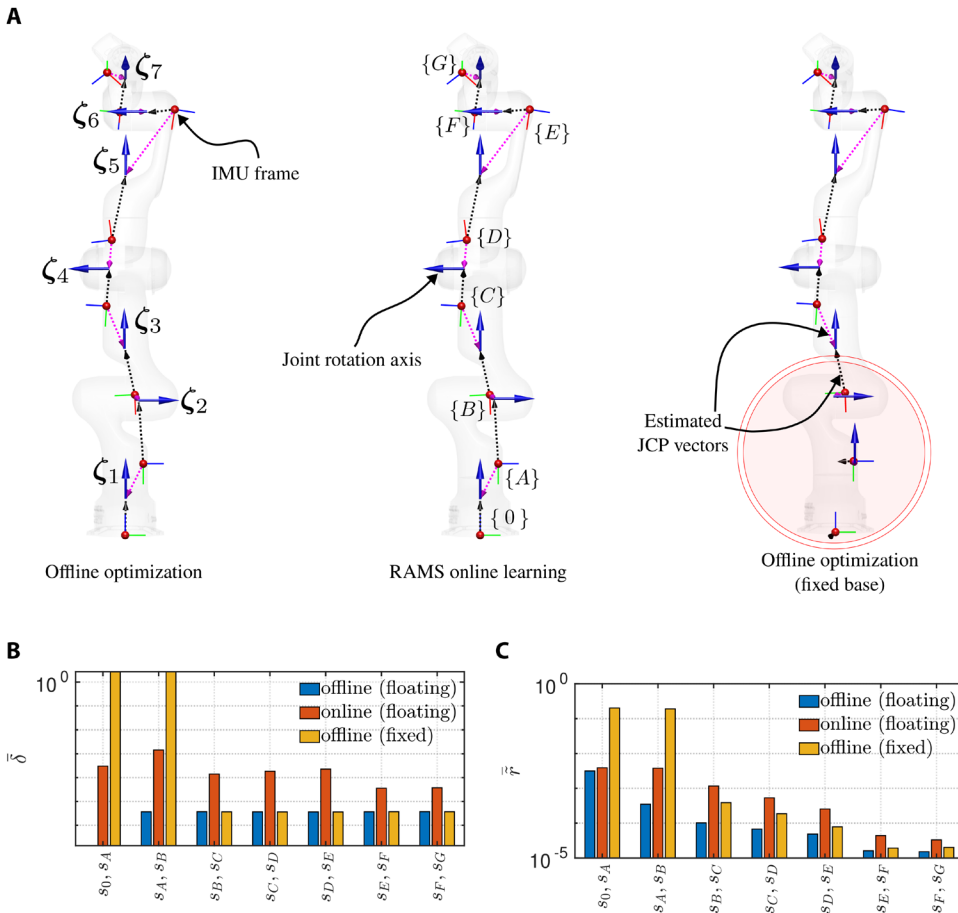 A
ζ7
{G}
ζ6
{F}
{E}
IMU frame
ζ5
{D}
ζ4
{C}
ζ3
Joint rotation axis
ζ2
{B}
Estimated
JCP vectors
ζ1
{A}
{0}
Offline optimization
RAMS online learning
Offline optimization
(fixed base)
B
10^0
offline (floating)
online (floating)
offline (fixed)
δ̅
s0, sA
sA, sB
sB, sC
sC, sD
sD, sE
sE, sF
sF, sG
C
10^0
offline (floating)
online (floating)
offline (fixed)
r̃̅
10^-5
s0, sA
sA, sB
sB, sC
sC, sD
sD, sE
sE, sF
sF, sG